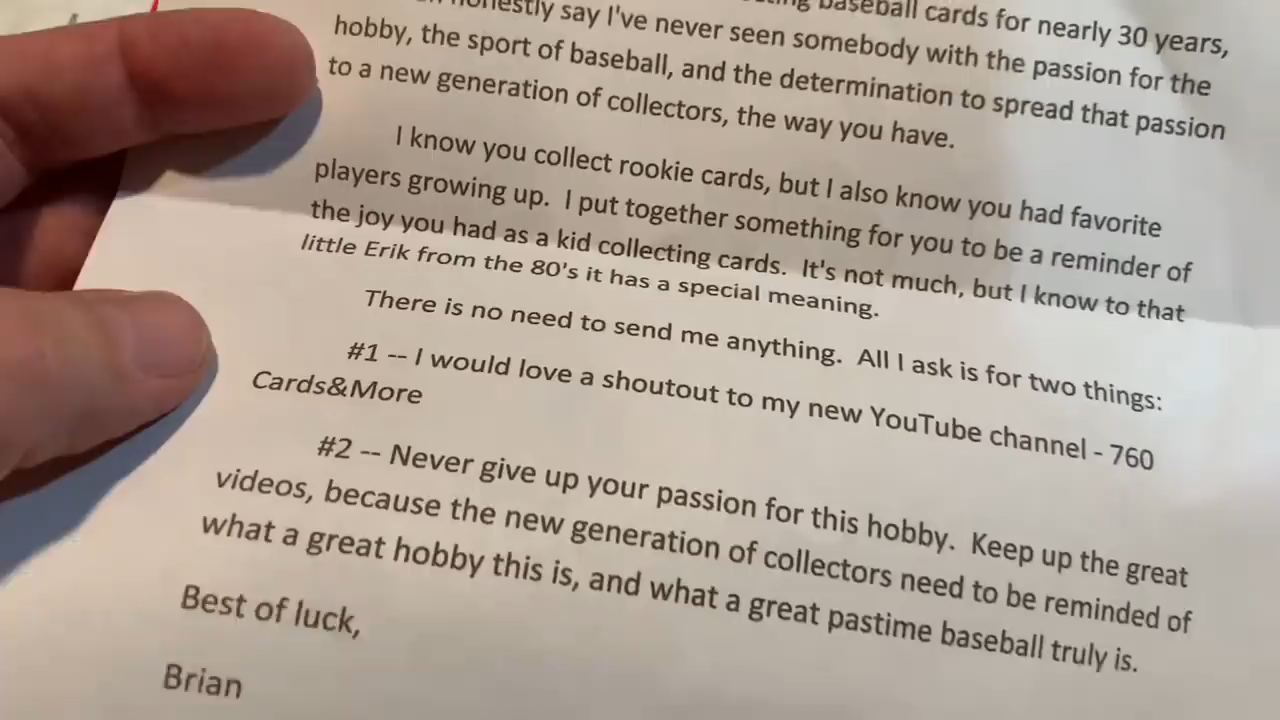 baseball cards for nearly 30 years,
honestly say I've never seen somebody with the passion for the
hobby, the sport of baseball, and the determination to spread that passion
to a new generation of collectors, the way you have.
I know you collect rookie cards, but I also know you had favorite
players growing up. I put together something for you to be a reminder of
the joy you had as a kid collecting cards. It's not much, but I know to that
little Erik from the 80's it has a special meaning.
There is no need to send me anything. All I ask is for two things:
#1 -- I would love a shoutout to my new YouTube channel - 760
Cards&More
#2 -- Never give up your passion for this hobby. Keep up the great
videos, because the new generation of collectors need to be reminded of
what a great hobby this is, and what a great pastime baseball truly is.
Best of luck,
Brian